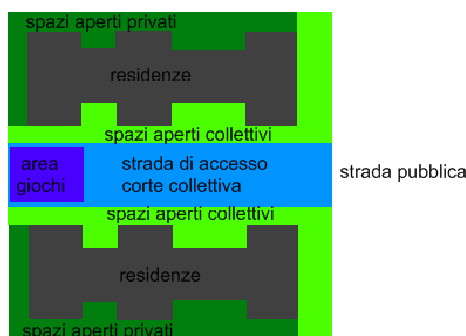 spazi aperti privati
residenze
spazi aperti collettivi
area giochi
strada di accesso
corte collettiva
strada pubblica
spazi aperti collettivi
residenze
spazi aperti privati